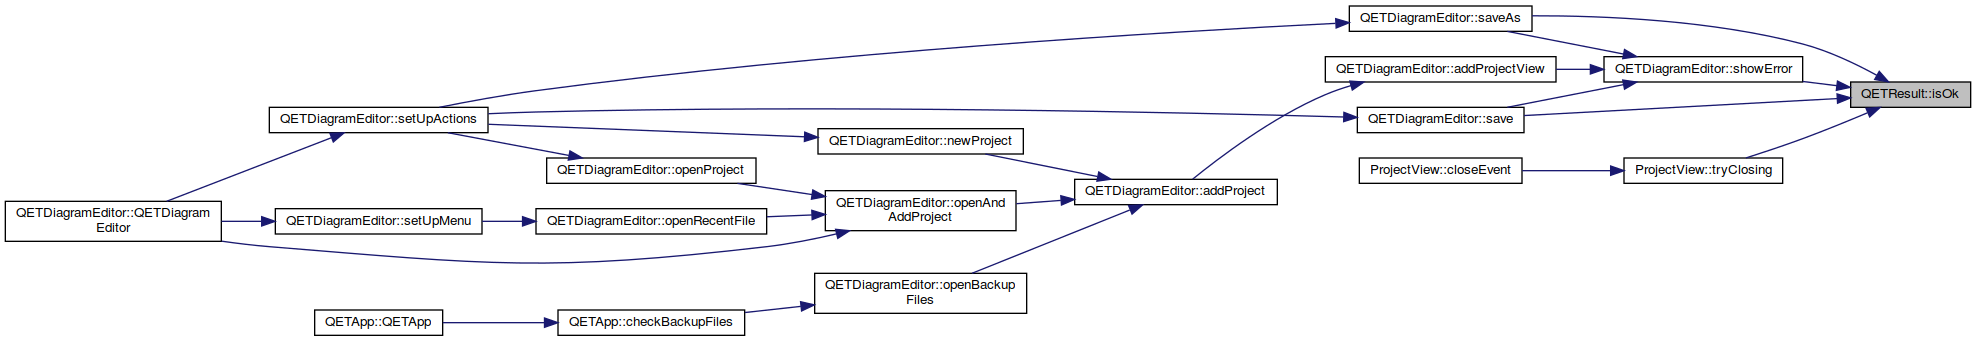 QETDiagramEditor::saveAs
QETDiagramEditor::addProjectView
QETDiagramEditor::showError
QETResult::isOk
QETDiagramEditor::setUpActions
QETDiagramEditor::save
QETDiagramEditor::newProject
QETDiagramEditor::openProject
ProjectView::closeEvent
ProjectView::tryClosing
QETDiagramEditor::addProject
QETDiagramEditor::openAnd
AddProject
QETDiagramEditor::QETDiagram
Editor
QETDiagramEditor::setUpMenu
QETDiagramEditor::openRecentFile
QETDiagramEditor::openBackup
Files
QETApp::QETApp
QETApp::checkBackupFiles